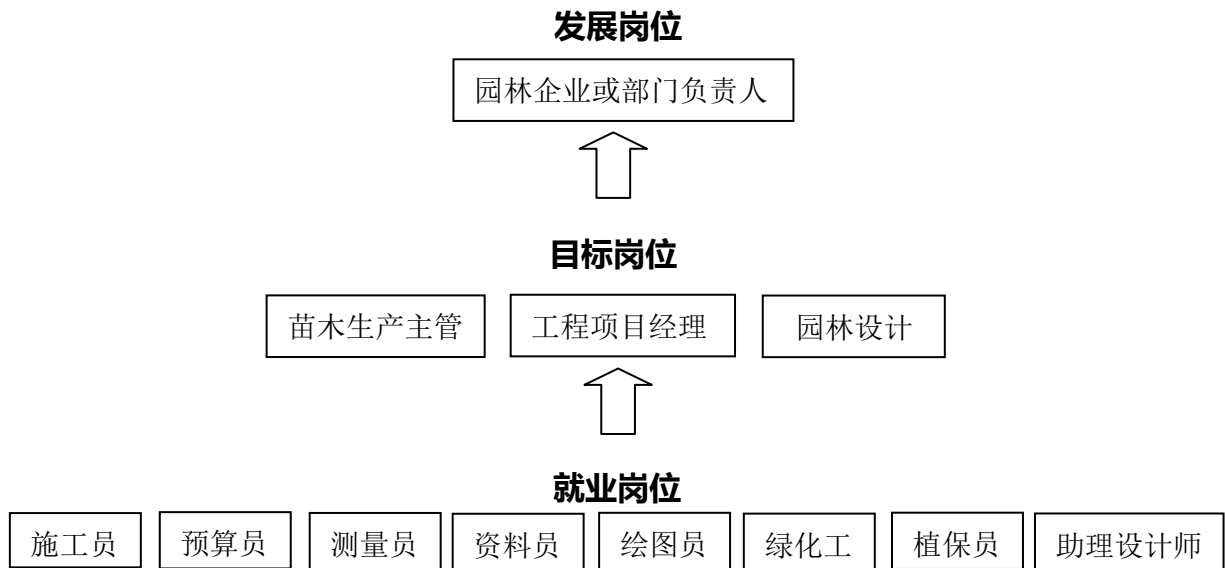 发展岗位
园林企业或部门负责人
目标岗位
苗木生产主管 工程项目经理 园林设计
就业岗位
施工员 预算员 测量员 资料员 绘图员 绿化工 植保员 助理设计师